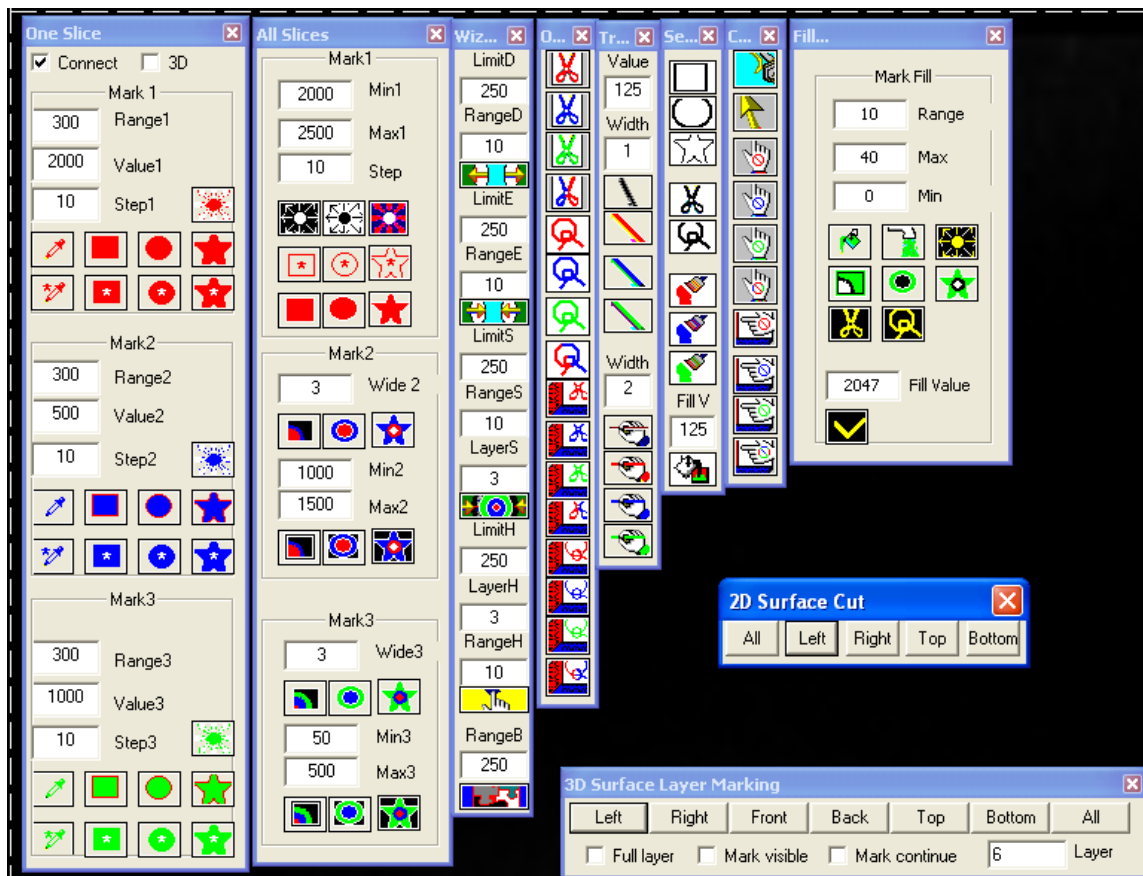 One Slice
Connect 3D
Mark 1
300 Range1
2000 Value1
10 Step1
Mark2
300 Range2
500 Value2
10 Step2
Mark3
300 Range3
1000 Value3
10 Step3
All Slices
Mark1
2000 Min1
2500 Max1
10 Step
Mark2
3 Wide 2
1000 Min2
1500 Max2
Mark3
3 Wide3
50 Min3
500 Max3
Wiz...
LimitD
250
RangeD
10
LimitE
250
RangeE
10
LimitS
250
RangeS
10
LayerS
3
LimitH
250
LayerH
3
RangeH
10
RangeB
250
O...
Tr...
Value
125
Width
1
Width
2
Se...
Fill V
125
C...
Fill...
Mark Fill
10 Range
40 Max
0 Min
2047 Fill Value
2D Surface Cut
All Left Right Top Bottom
3D Surface Layer Marking
Left Right Front Back Top Bottom All
Full layer Mark visible Mark continue 6 Layer